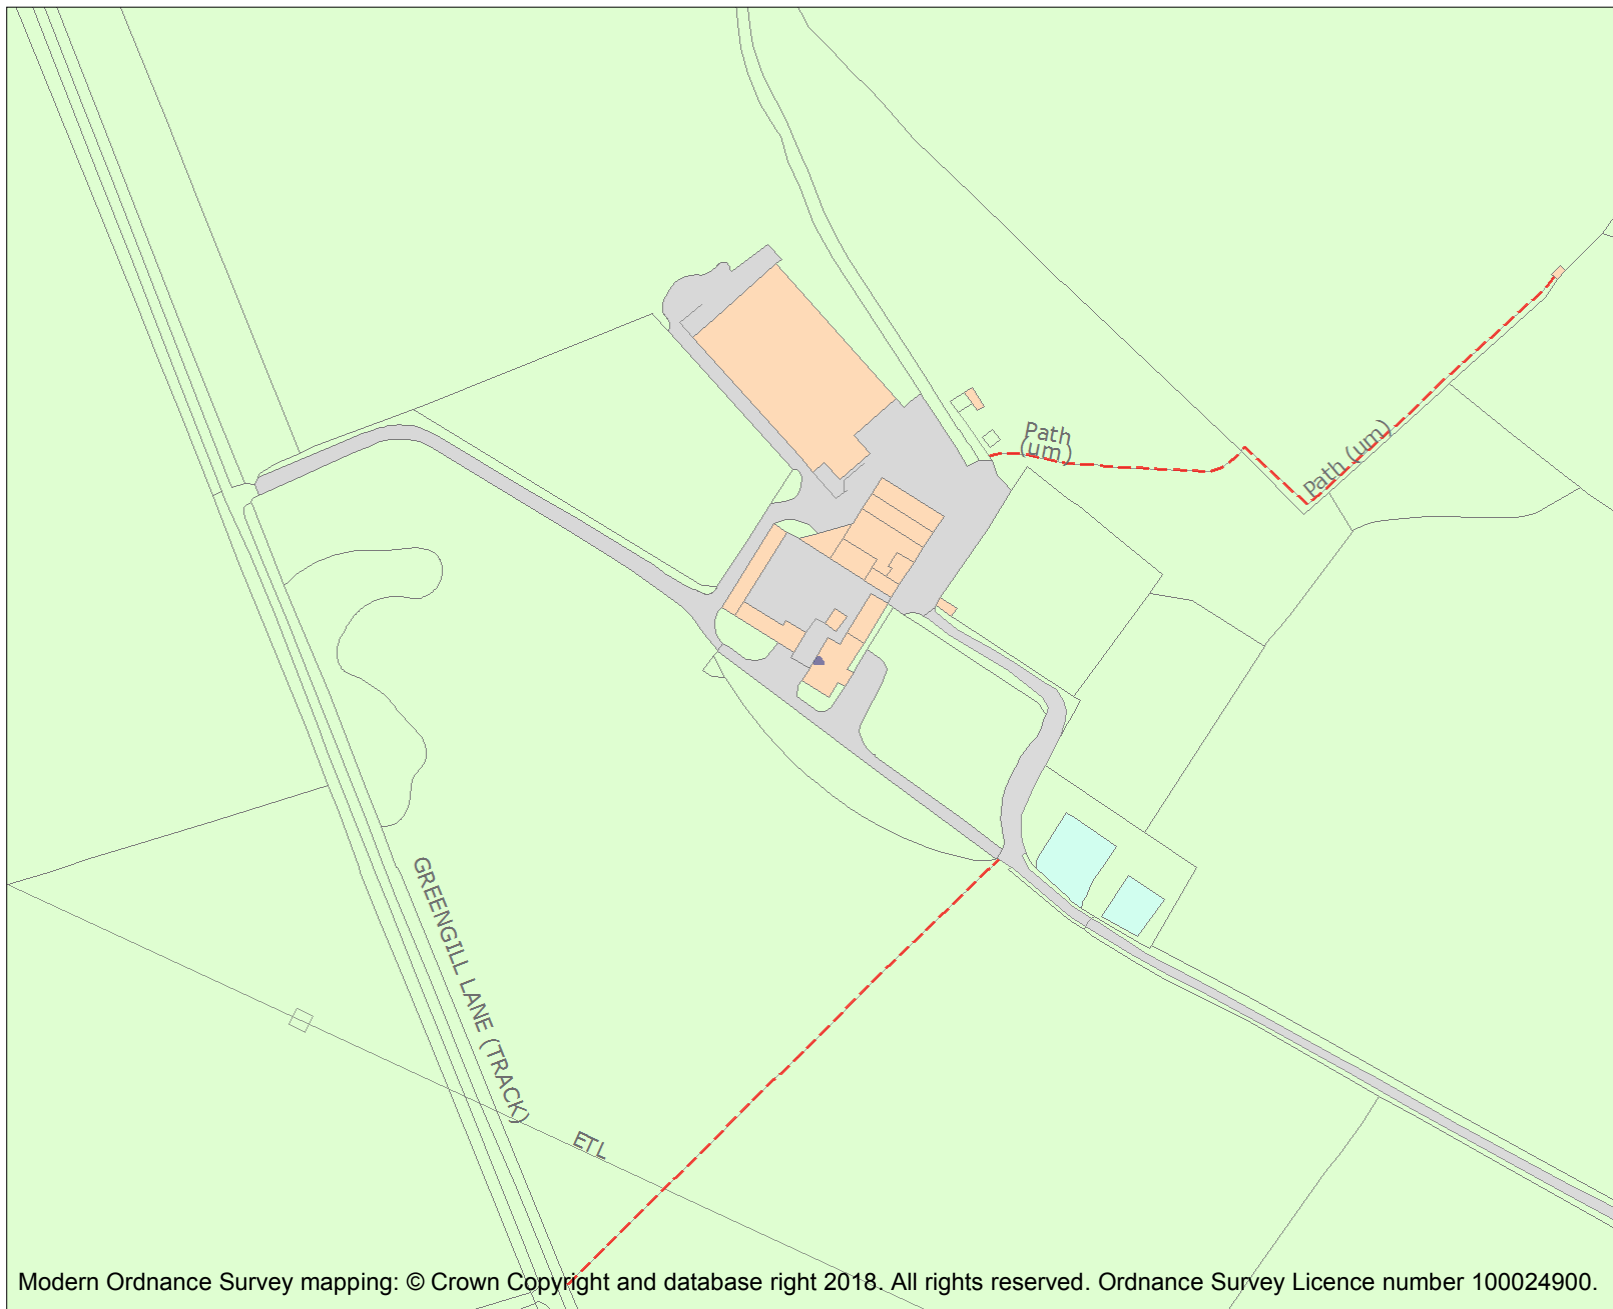 Path
(um)
Path (um)
GREENGILL LANE (TRACK)
ETL
Modern Ordnance Survey mapping: © Crown Copyright and database right 2018. All rights reserved. Ordnance Survey Licence number 100024900.